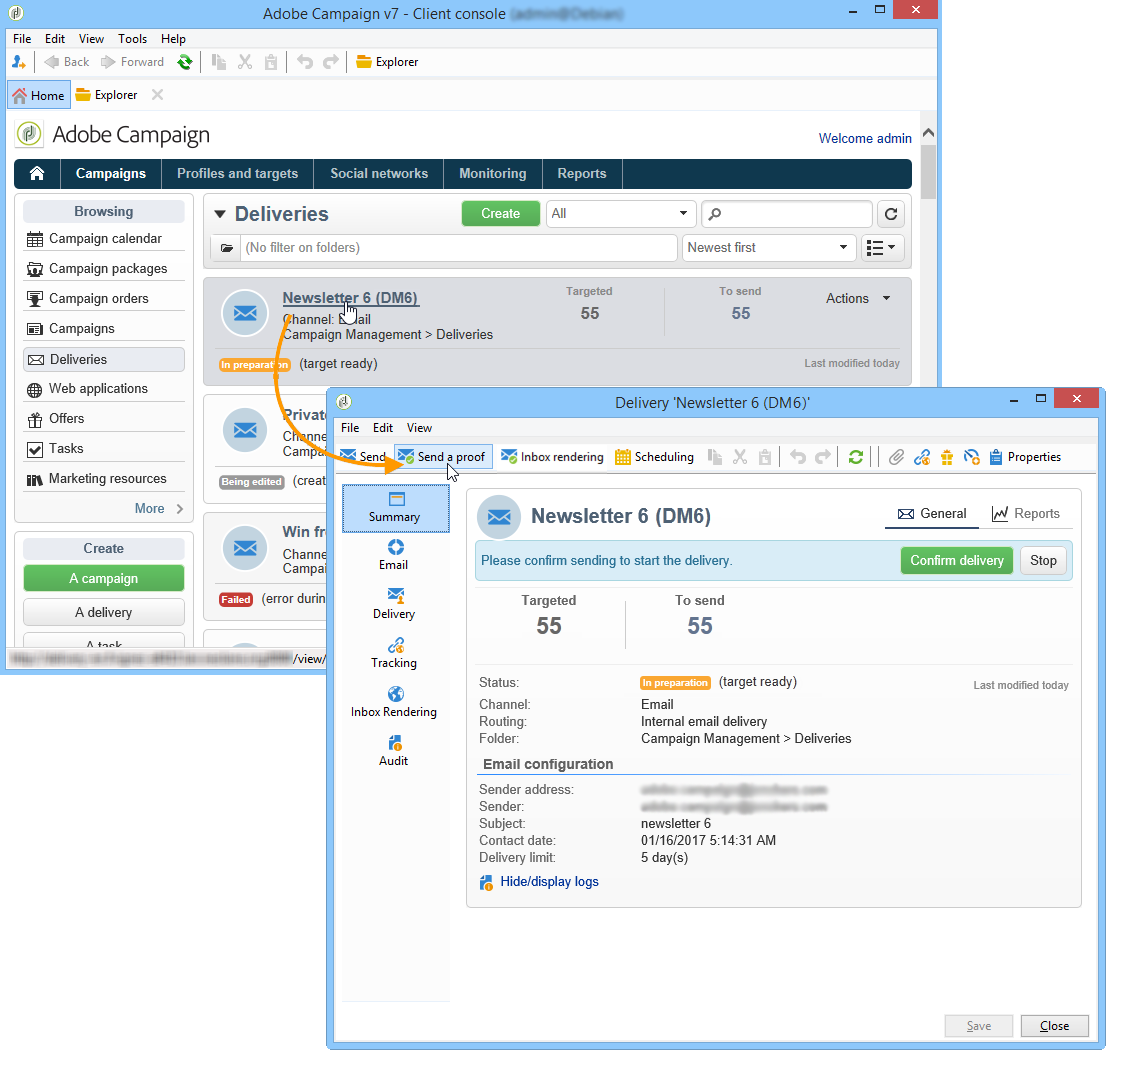 Adobe Campaign v7 - Client console
File Edit View Tools Help
Back Forward Explorer
Home Explorer
Adobe Campaign
Welcome admin
Campaigns Profiles and targets Social networks Monitoring Reports
Browsing
Campaign calendar
Campaign packages
Campaign orders
Campaigns
Deliveries
Web applications
Offers
Tasks
Marketing resources
More
Create
A campaign
A delivery
A task
/view/
Deliveries Create All
(No filter on folders) Newest first
Newsletter 6 (DM6)
Channel: Email
Campaign Management > Deliveries
Targeted
55
To send
55
Actions
In preparation (target ready) Last modified today
Private
Channe
Campa
Being edited (creat
Win fr
Channe
Campa
Failed (error durin
Delivery 'Newsletter 6 (DM6)'
File Edit View
Send Send a proof Inbox rendering Scheduling Properties
Summary
Email
Delivery
Tracking
Inbox Rendering
Audit
Newsletter 6 (DM6) General Reports
Please confirm sending to start the delivery. Confirm delivery Stop
Targeted To send
55 55
Status: In preparation (target ready) Last modified today
Channel: Email
Routing: Internal email delivery
Folder: Campaign Management > Deliveries
Email configuration
Sender address:
Sender:
Subject: newsletter 6
Contact date: 01/16/2017 5:14:31 AM
Delivery limit: 5 day(s)
Hide/display logs
Save Close